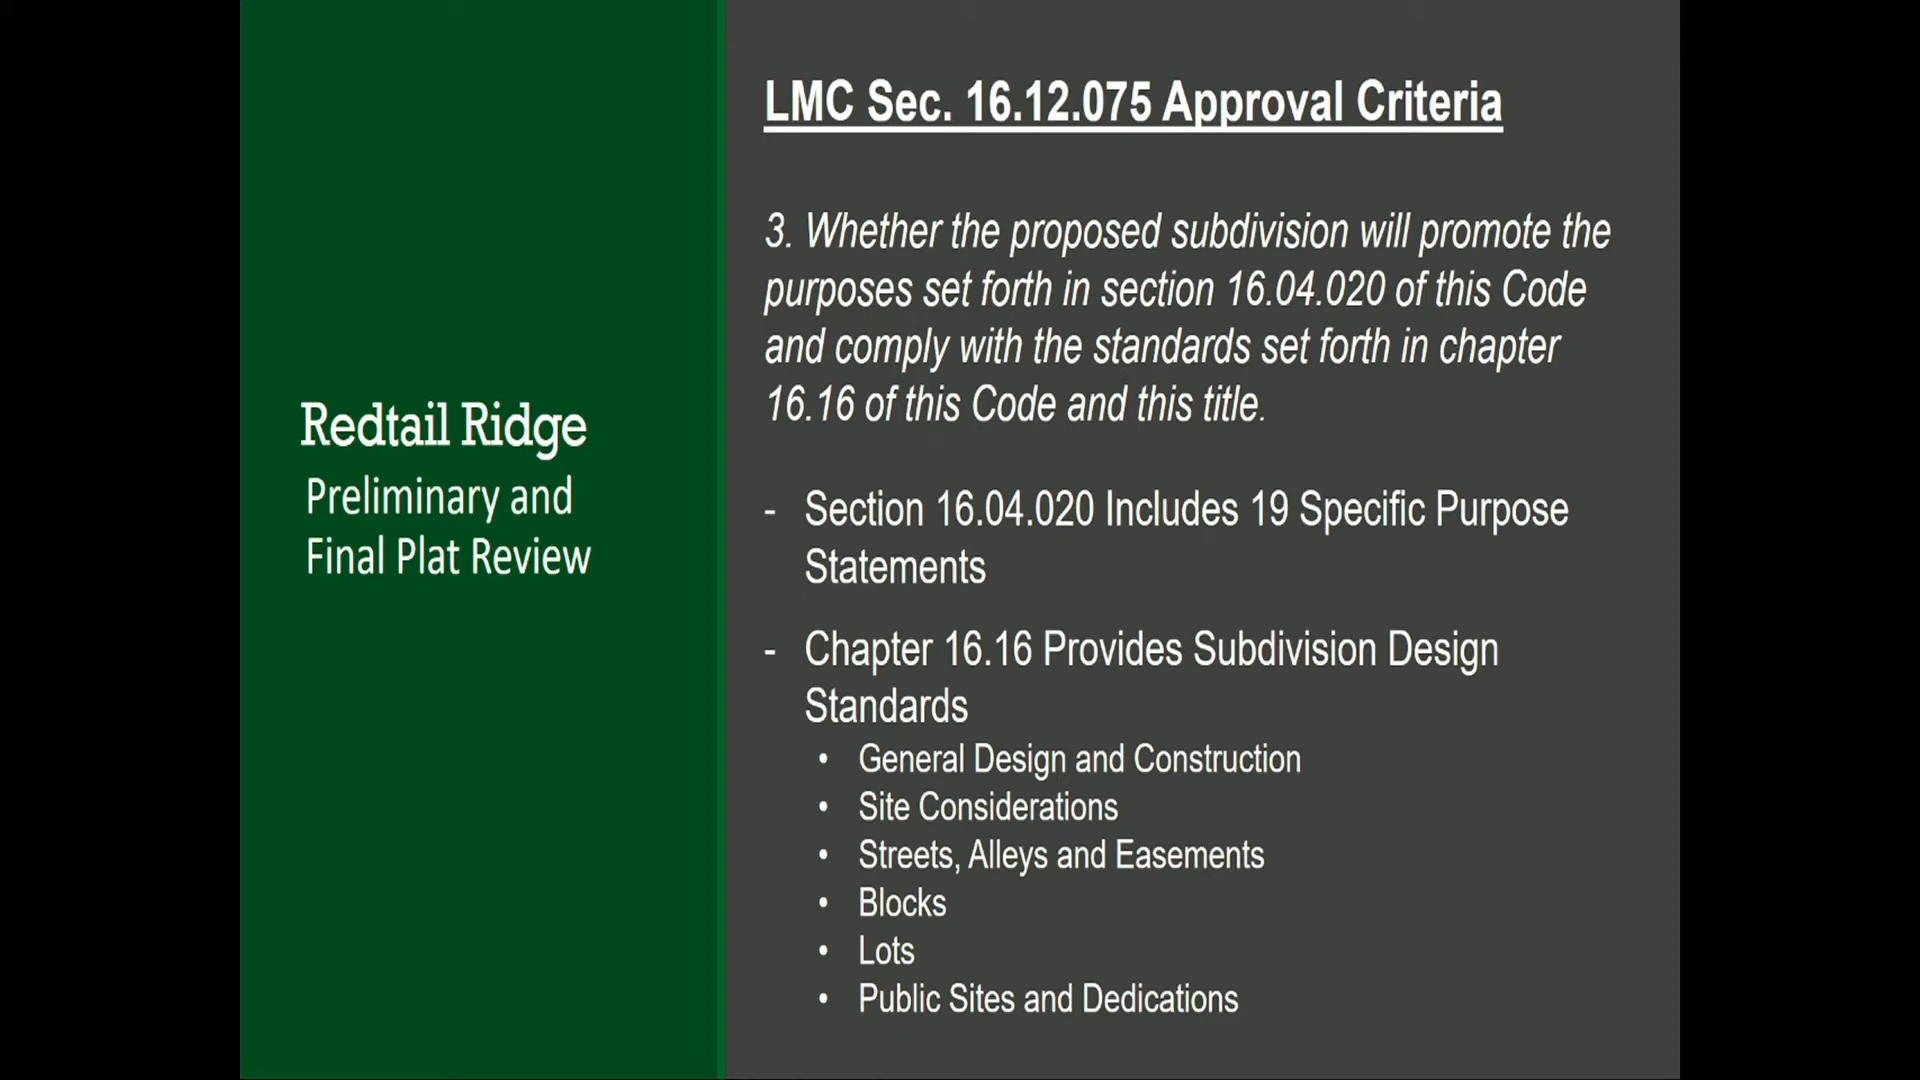 Redtail Ridge
Preliminary and
Final Plat Review
LMC Sec. 16.12.075 Approval Criteria
3. Whether the proposed subdivision will promote the
purposes set forth in section 16.04.020 of this Code
and comply with the standards set forth in chapter
16.16 of this Code and this title.
- Section 16.04.020 Includes 19 Specific Purpose
Statements
- Chapter 16.16 Provides Subdivision Design
Standards
• General Design and Construction
• Site Considerations
• Streets, Alleys and Easements
• Blocks
• Lots
• Public Sites and Dedications